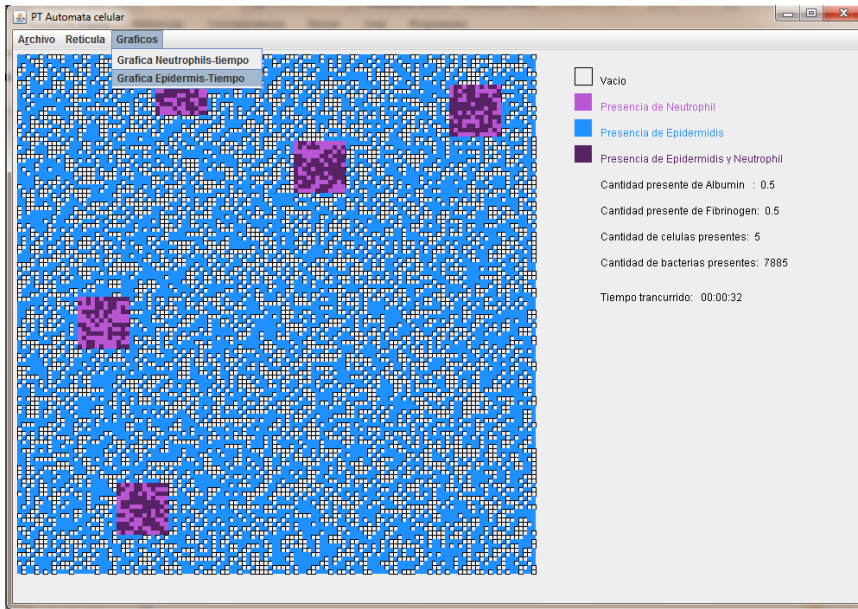 PT Automata celular
Archivo Reticula Graficos
Grafica Neutrophils-tiempo
Grafica Epidermis-Tiempo
Vacio
Presencia de Neutrophil
Presencia de Epidermidis
Presencia de Epidermidis y Neutrophil
Cantidad presente de Albumin : 0.5
Cantidad presente de Fibrinogen: 0.5
Cantidad de celulas presentes: 5
Cantidad de bacterias presentes: 7885
Tiempo trancurrido: 00:00:32